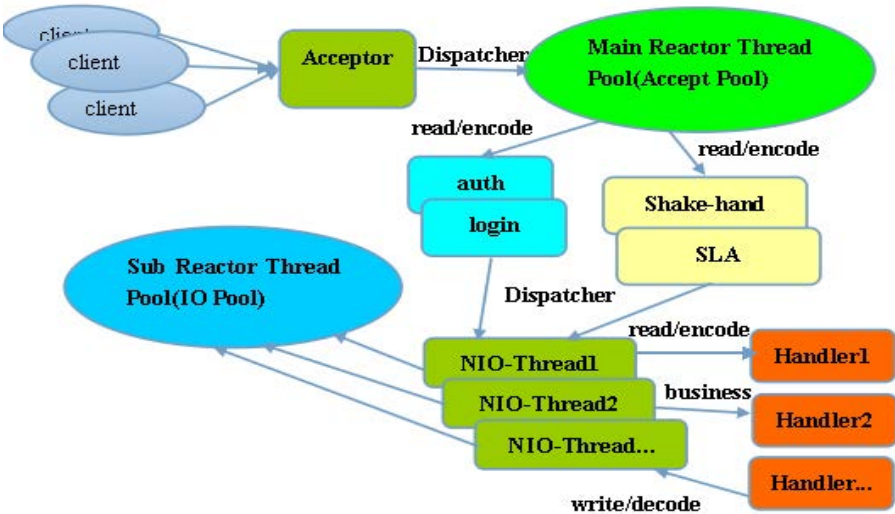 client
client
client
Acceptor
Dispatcher
Main Reactor Thread
Pool(Accept Pool)
read/encode
read/encode
auth
login
Shake-hand
SLA
Sub Reactor Thread
Pool(IO Pool)
Dispatcher
read/encode
NIO-Thread1
Handler1
NIO-Thread2
business
Handler2
NIO-Thread...
Handler...
write/decode